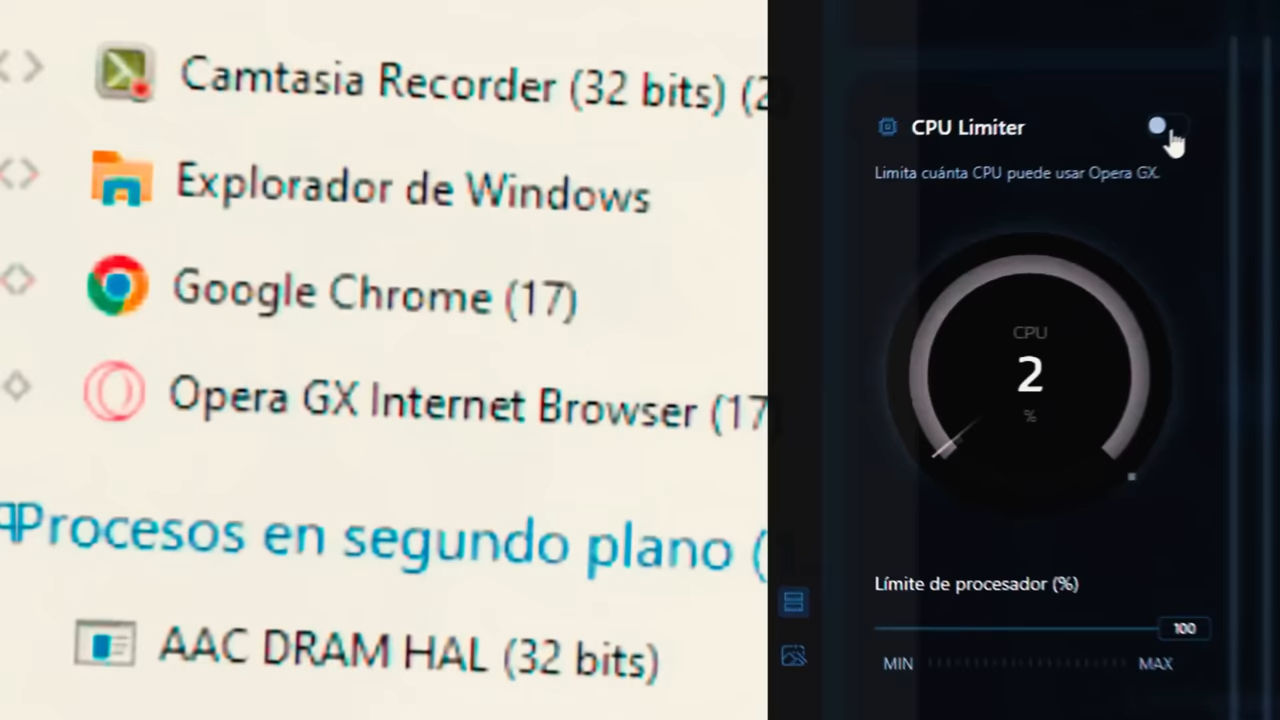 Camtasia Recorder (32 bits) (2
Explorador de Windows
Google Chrome (17)
Opera GX Internet Browser (17
Procesos en segundo plano (
AAC DRAM HAL (32 bits)
CPU Limiter
Limita cuánta CPU puede usar Opera GX.
CPU
2
%
Límite de procesador (%)
100
MIN
MAX